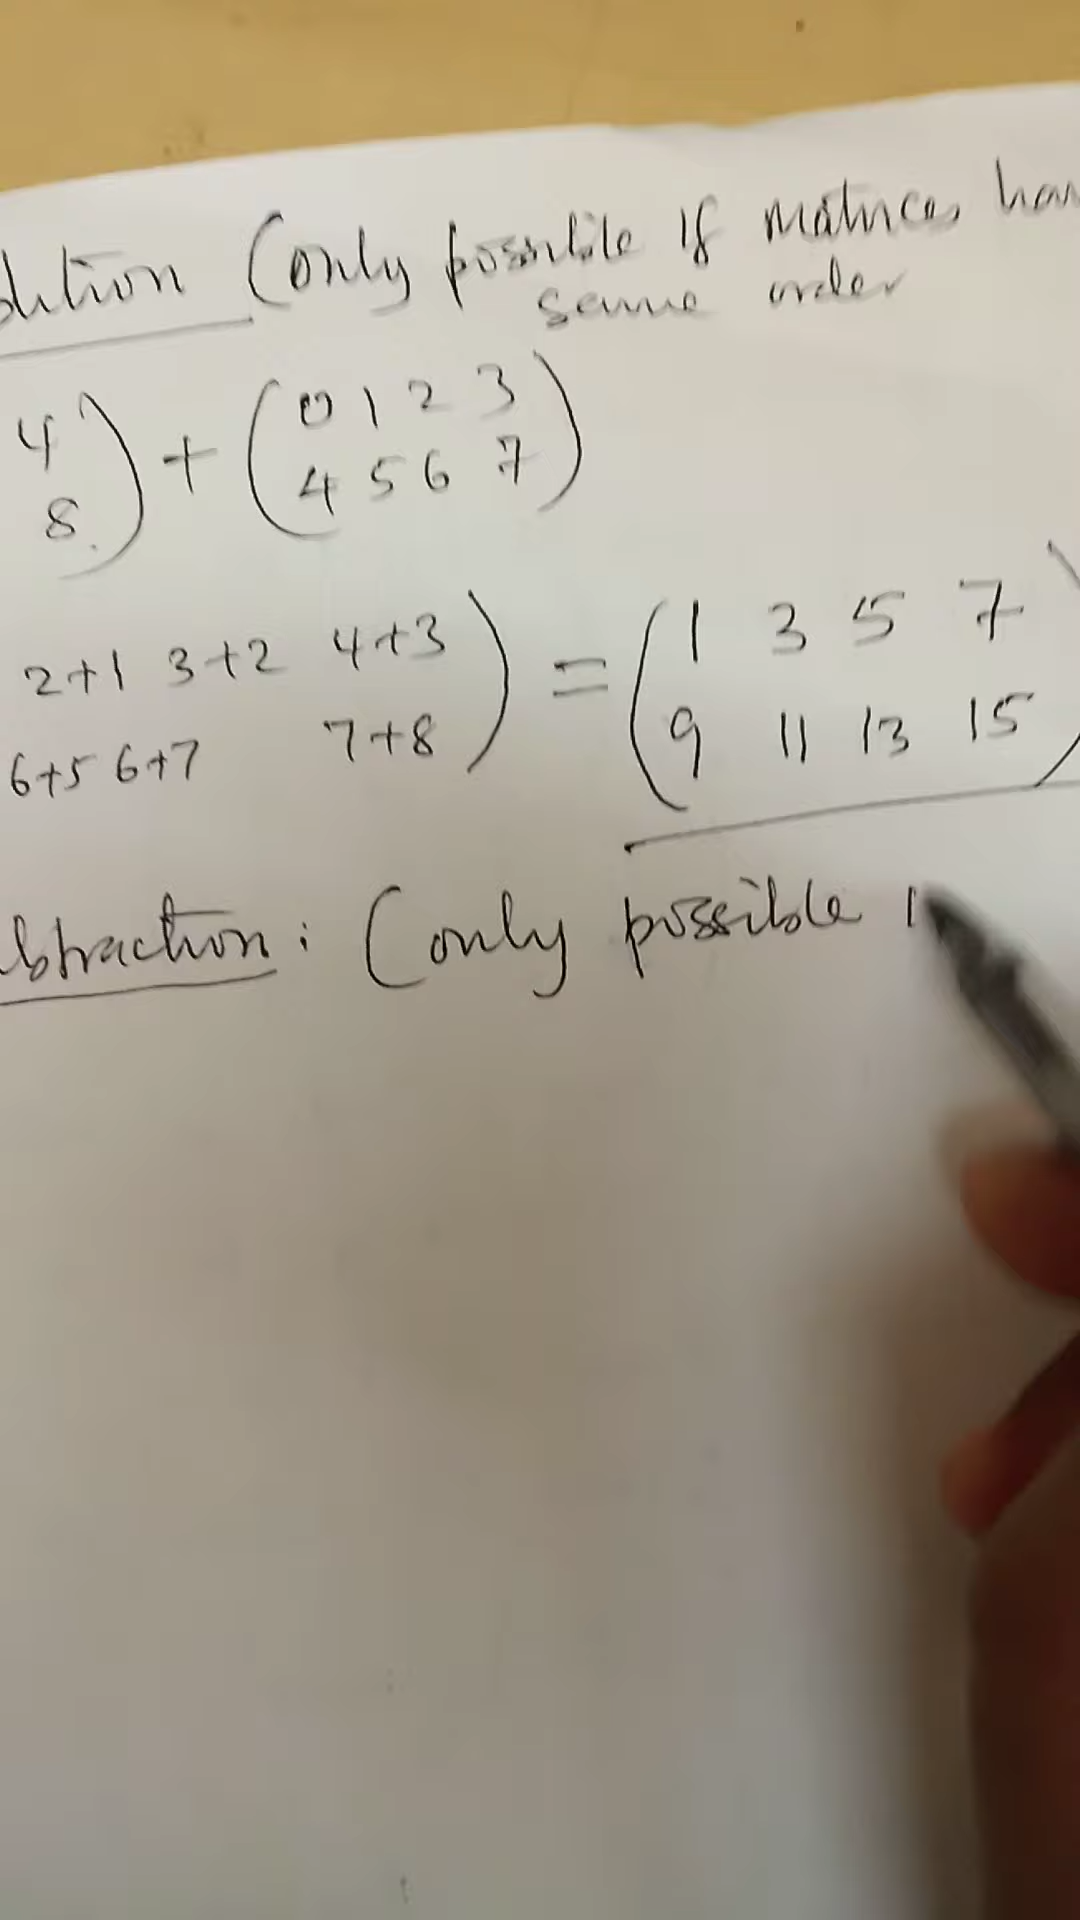 dition (only possible if matrices hav
same order
4 ) + ( 0 1 2 3 )
8 4 5 6 7
2+1 3+2 4+3 ) = ( 1 3 5 7 )
6+5 6+7 7+8 9 11 13 15
btraction: (only possible i